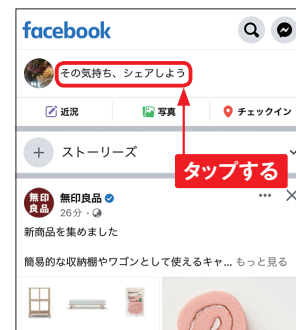 facebook
その気持ち、シェアしよう
近況
写真
チェックイン
ストーリーズ
タップする
無印良品
無印良品
26分 ·
新商品を集めました
簡易的な収納棚やワゴンとして使えるキャ... もっと見る